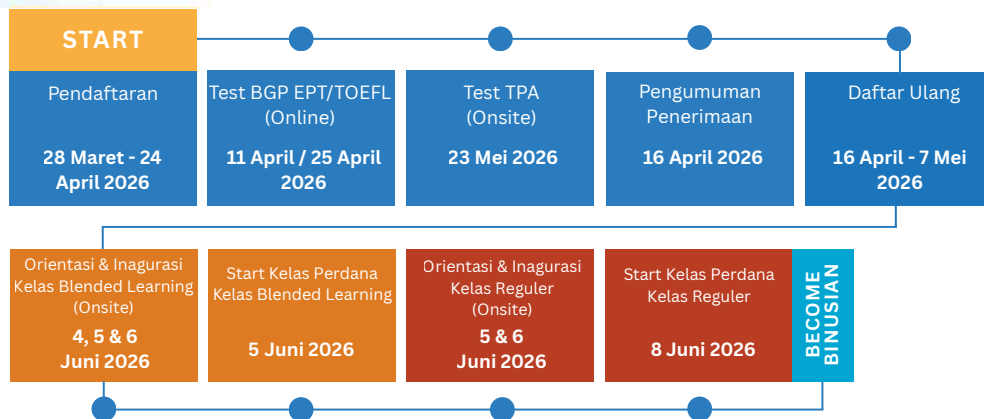 START
Pendaftaran
28 Maret - 24
April 2026
Test BGP EPT/TOEFL
(Online)
11 April / 25 April
2026
Test TPA
(Onsite)
23 Mei 2026
Pengumuman
Penerimaan
16 April 2026
Daftar Ulang
16 April - 7 Mei
2026
Orientasi & Inagurasi
Kelas Blended Learning
(Onsite)
4, 5 & 6
Juni 2026
Start Kelas Perdana
Kelas Blended Learning
5 Juni 2026
Orientasi & Inagurasi
Kelas Reguler
(Onsite)
5 & 6
Juni 2026
Start Kelas Perdana
Kelas Reguler
8 Juni 2026
BECOME
BINUSIAN